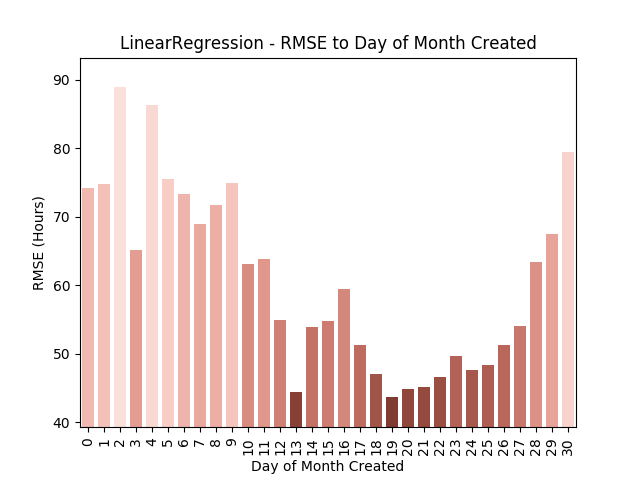 LinearRegression - RMSE to Day of Month Created
90
80
70
60
50
40
RMSE (Hours)
0 1 2 3 4 5 6 7 8 9 10 11 12 13 14 15 16 17 18 19 20 21 22 23 24 25 26 27 28 29 30
Day of Month Created